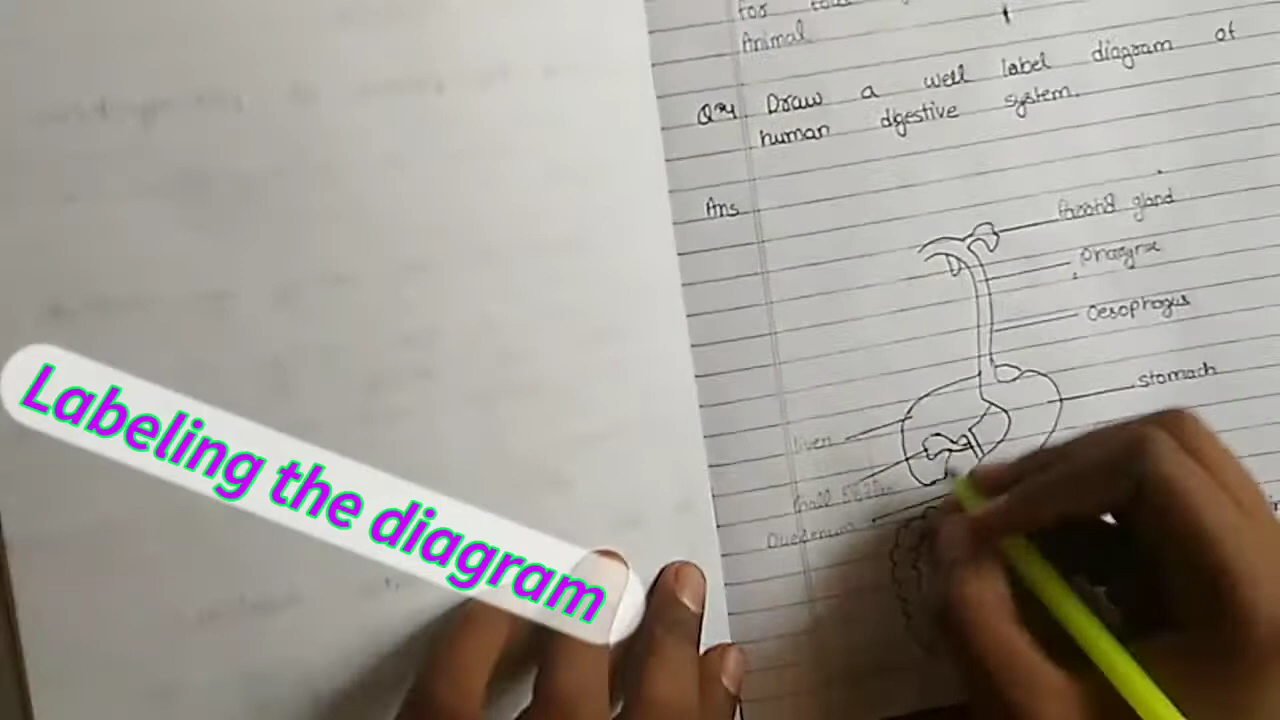 for
Animal
Draw a well label diagram of
human digestive system.
Ans
Parotid gland
Pharynx
Oesophagus
stomach
liver
Duodenum
Labeling the diagram